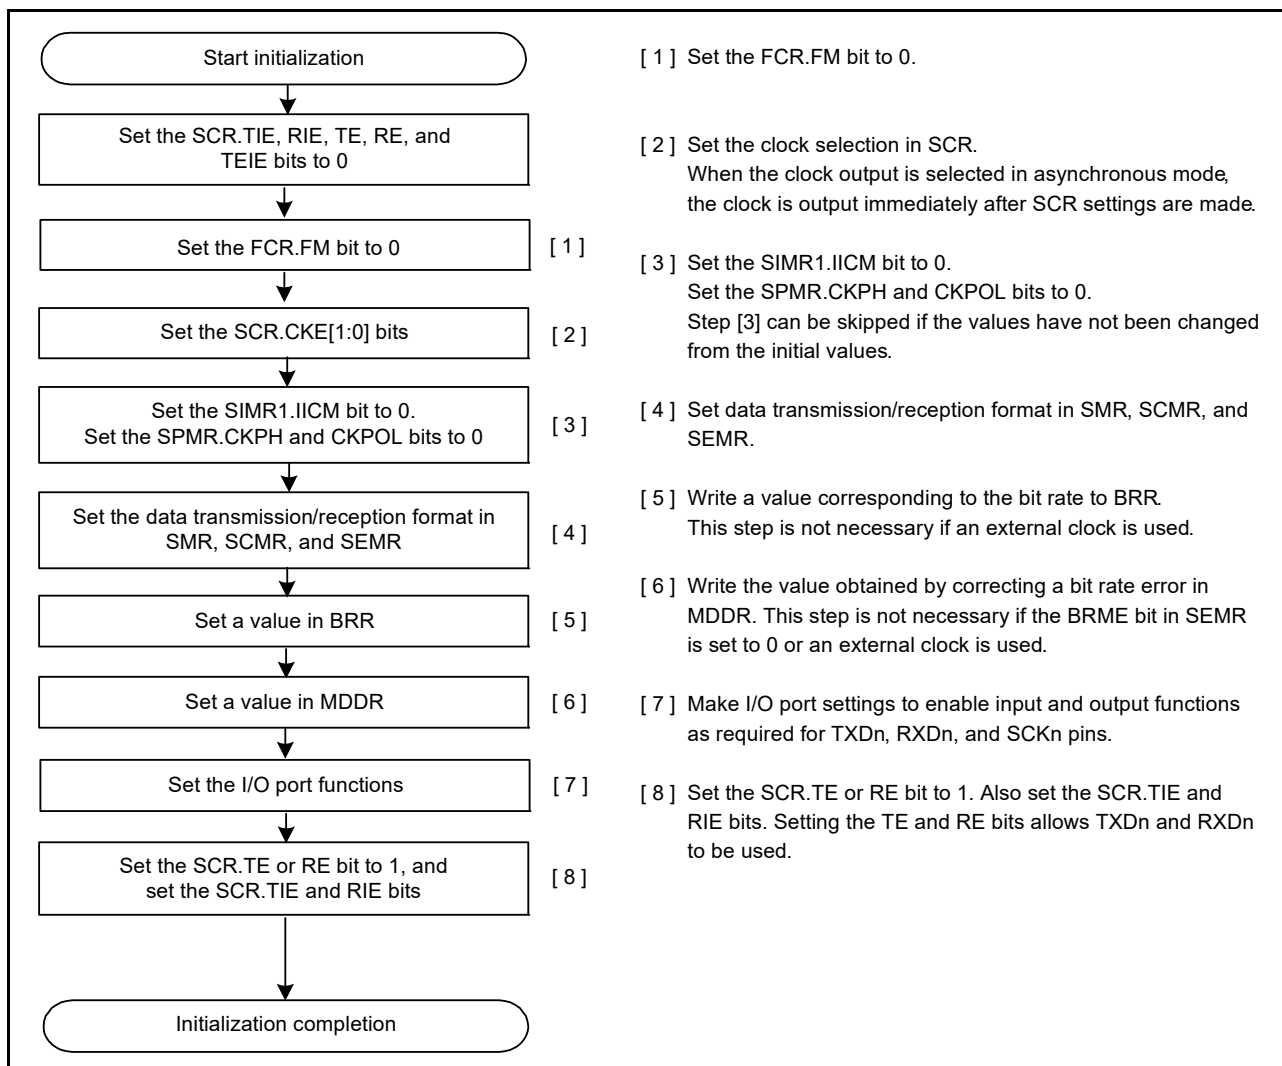 Start initialization
Set the SCR.TIE, RIE, TE, RE, and
TEIE bits to 0
Set the FCR.FM bit to 0
[ 1 ]
Set the SCR.CKE[1:0] bits
[ 2 ]
Set the SIMR1.IICM bit to 0.
Set the SPMR.CKPH and CKPOL bits to 0
[ 3 ]
Set the data transmission/reception format in
SMR, SCMR, and SEMR
[ 4 ]
Set a value in BRR
[ 5 ]
Set a value in MDDR
[ 6 ]
Set the I/O port functions
[ 7 ]
Set the SCR.TE or RE bit to 1, and
set the SCR.TIE and RIE bits
[ 8 ]
Initialization completion
[ 1 ] Set the FCR.FM bit to 0.
[ 2 ] Set the clock selection in SCR.
When the clock output is selected in asynchronous mode,
the clock is output immediately after SCR settings are made.
[ 3 ] Set the SIMR1.IICM bit to 0.
Set the SPMR.CKPH and CKPOL bits to 0.
Step [3] can be skipped if the values have not been changed
from the initial values.
[ 4 ] Set data transmission/reception format in SMR, SCMR, and
SEMR.
[ 5 ] Write a value corresponding to the bit rate to BRR.
This step is not necessary if an external clock is used.
[ 6 ] Write the value obtained by correcting a bit rate error in
MDDR. This step is not necessary if the BRME bit in SEMR
is set to 0 or an external clock is used.
[ 7 ] Make I/O port settings to enable input and output functions
as required for TXDn, RXDn, and SCKn pins.
[ 8 ] Set the SCR.TE or RE bit to 1. Also set the SCR.TIE and
RIE bits. Setting the TE and RE bits allows TXDn and RXDn
to be used.